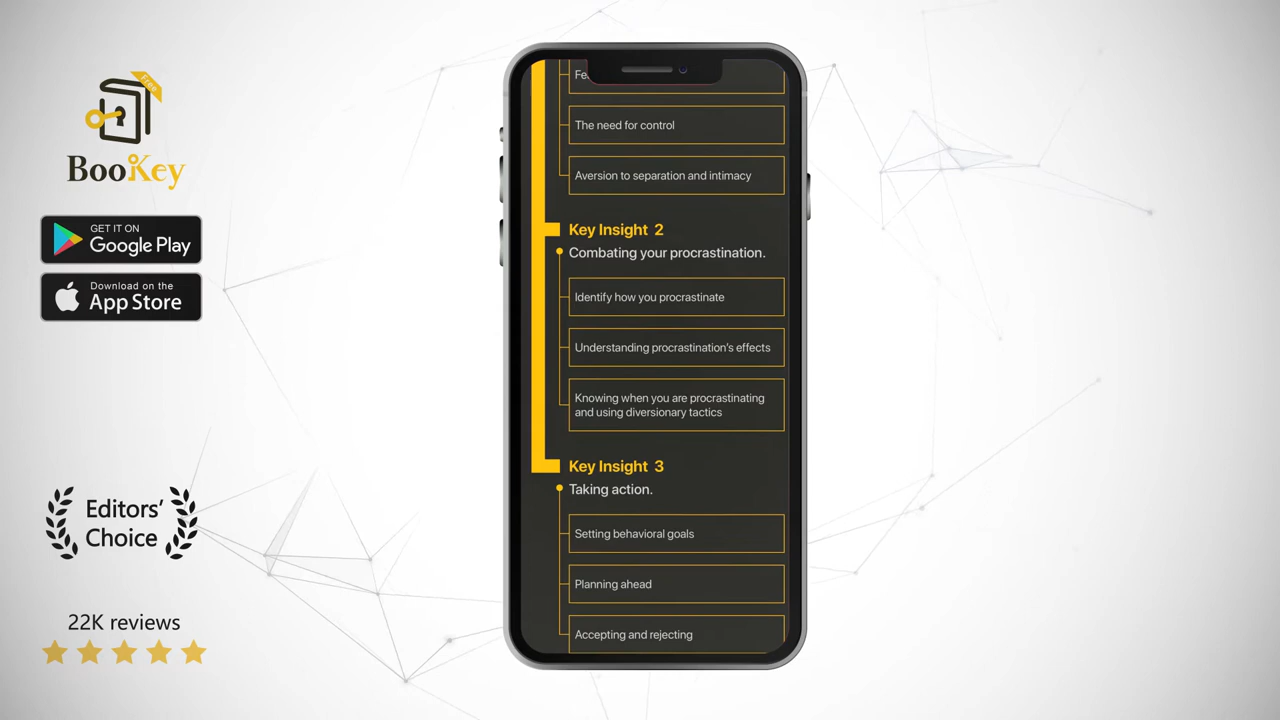 Free
BooKey
GET IT ON
Google Play
Download on the
App Store
Editors’
Choice
22K reviews
The need for control
Aversion to separation and intimacy
Key Insight 2
Combating your procrastination.
Identify how you procrastinate
Understanding procrastination’s effects
Knowing when you are procrastinating
and using diversionary tactics
Key Insight 3
Taking action.
Setting behavioral goals
Planning ahead
Accepting and rejecting